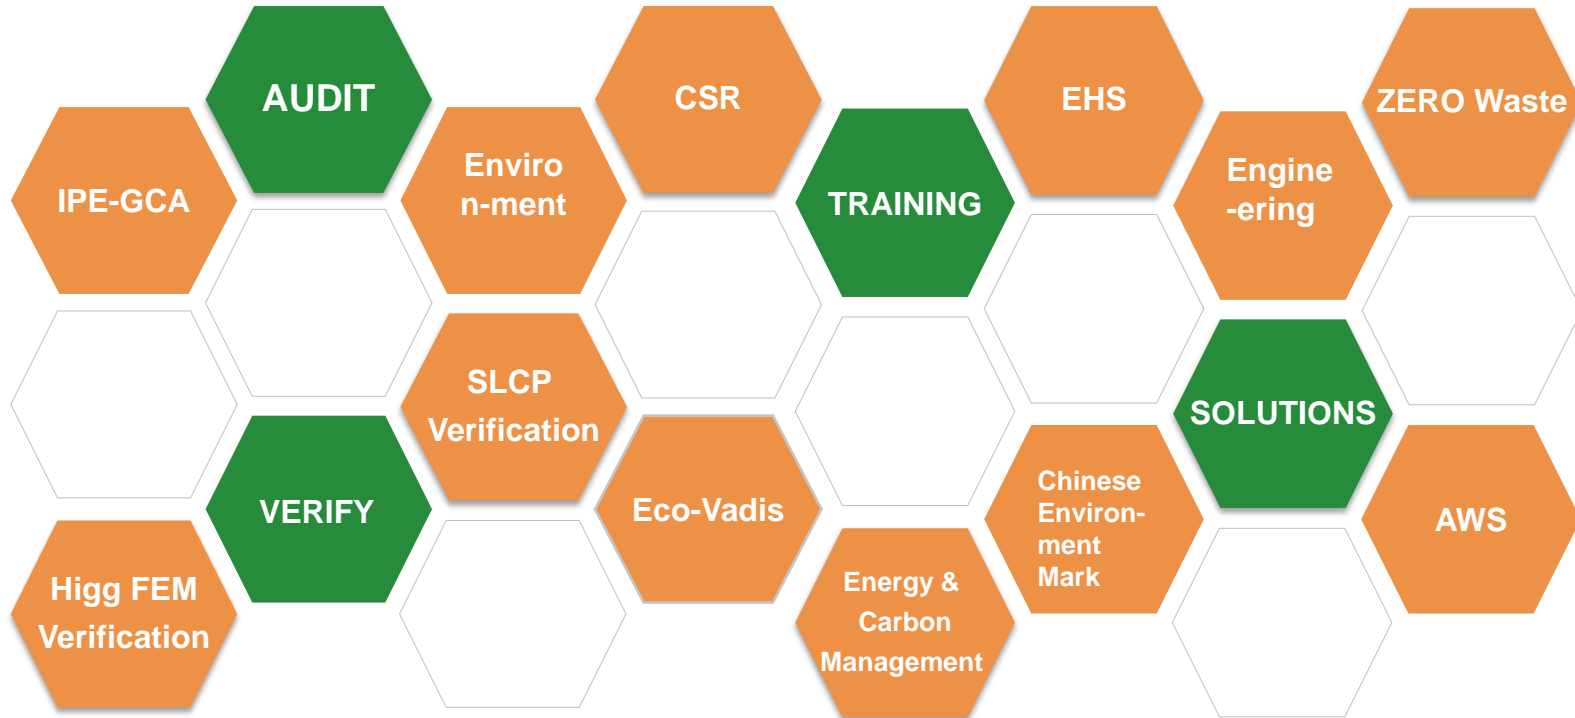 AUDIT
CSR
EHS
ZERO Waste
IPE-GCA
Enviro
n-ment
TRAINING
Engine
-ering
SLCP
Verification
SOLUTIONS
VERIFY
Eco-Vadis
Chinese
Environ-
ment
Mark
AWS
Higg FEM
Verification
Energy &
Carbon
Management